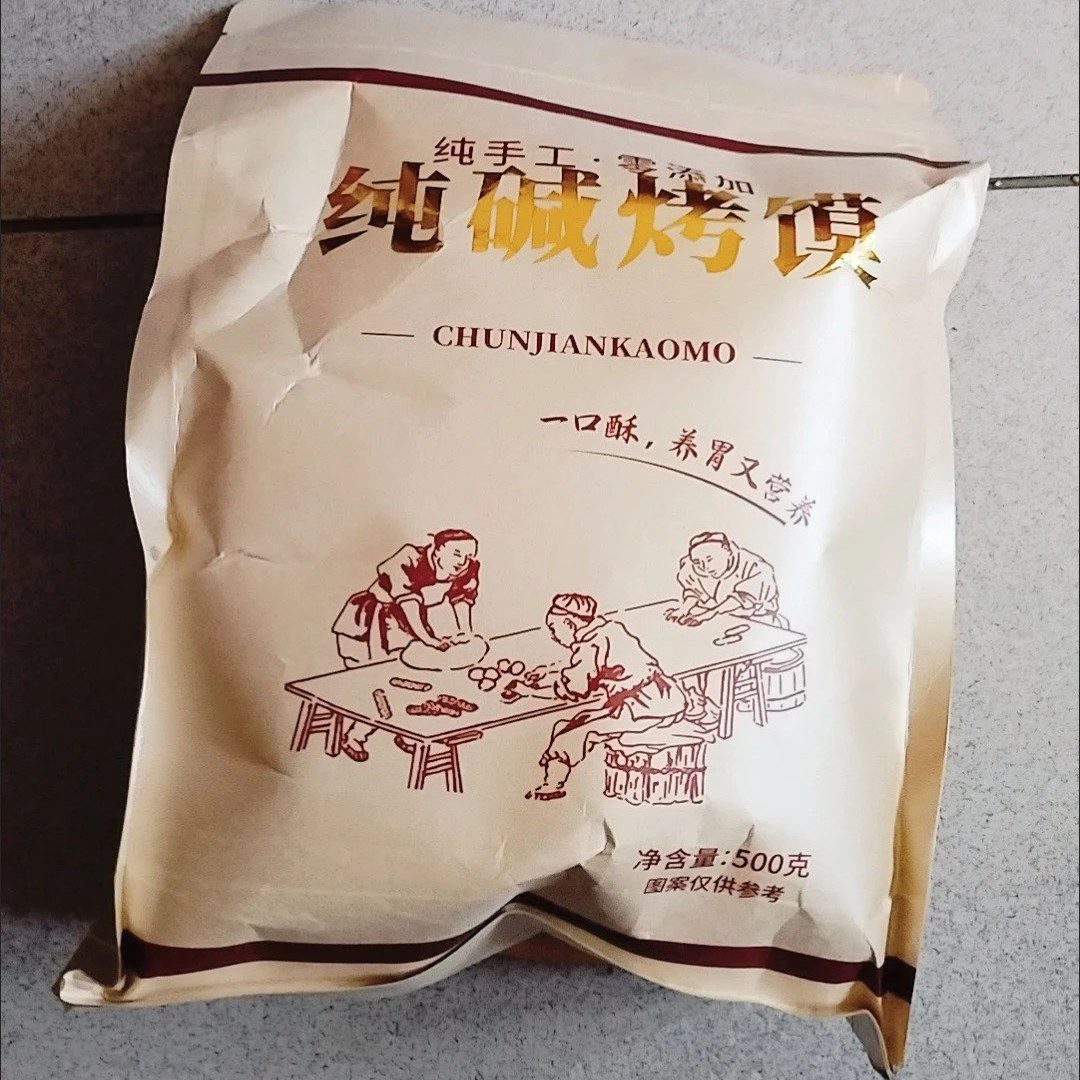 纯手工·零添加
纯碱烤馍
CHUNJIANKAOMO
一口酥，养胃又营养
净含量：500克
图案仅供参考